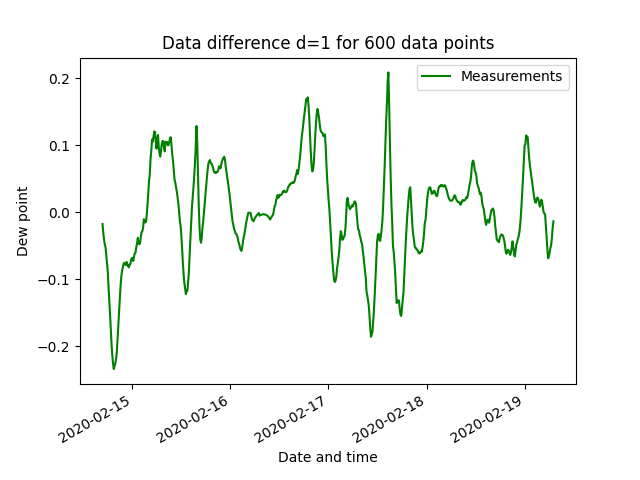 Data difference d=1 for 600 data points
Measurements
0.2
0.1
0.0
−0.1
−0.2
Dew point
2020-02-15
2020-02-16
2020-02-17
2020-02-18
2020-02-19
Date and time